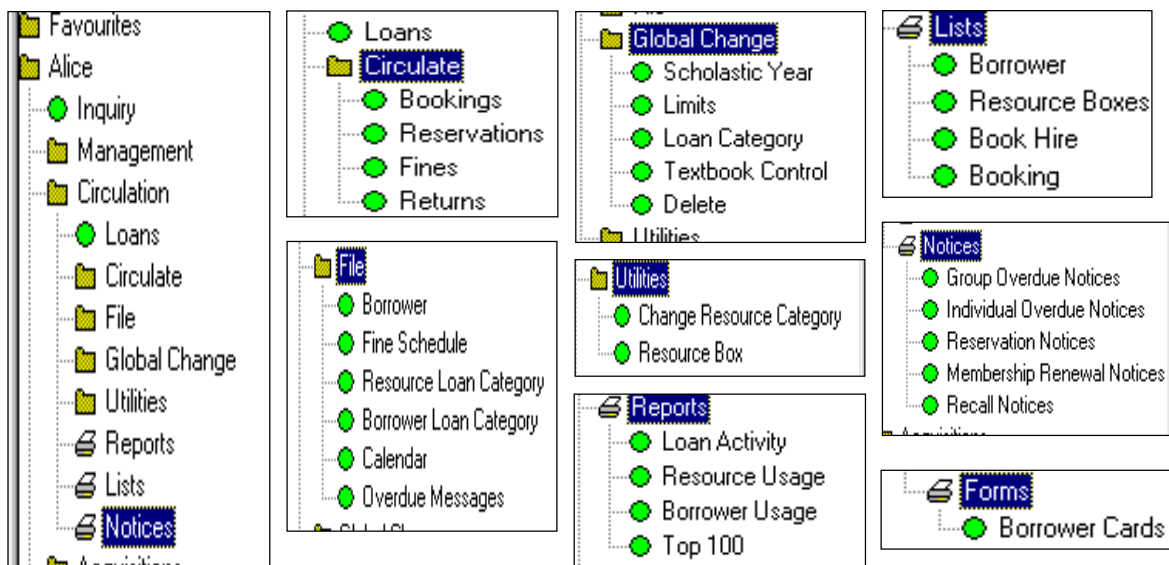 Favourites
Alice
Inquiry
Management
Circulation
Loans
Circulate
File
Global Change
Utilities
Reports
Lists
Notices
Acquisitions
Loans
Circulate
Bookings
Reservations
Fines
Returns
File
Borrower
Fine Schedule
Resource Loan Category
Borrower Loan Category
Calendar
Overdue Messages
Global Change
Scholastic Year
Limits
Loan Category
Textbook Control
Delete
Utilities
Utilities
Change Resource Category
Resource Box
Reports
Loan Activity
Resource Usage
Borrower Usage
Top 100
Lists
Borrower
Resource Boxes
Book Hire
Booking
Notices
Group Overdue Notices
Individual Overdue Notices
Reservation Notices
Membership Renewal Notices
Recall Notices
Forms
Borrower Cards